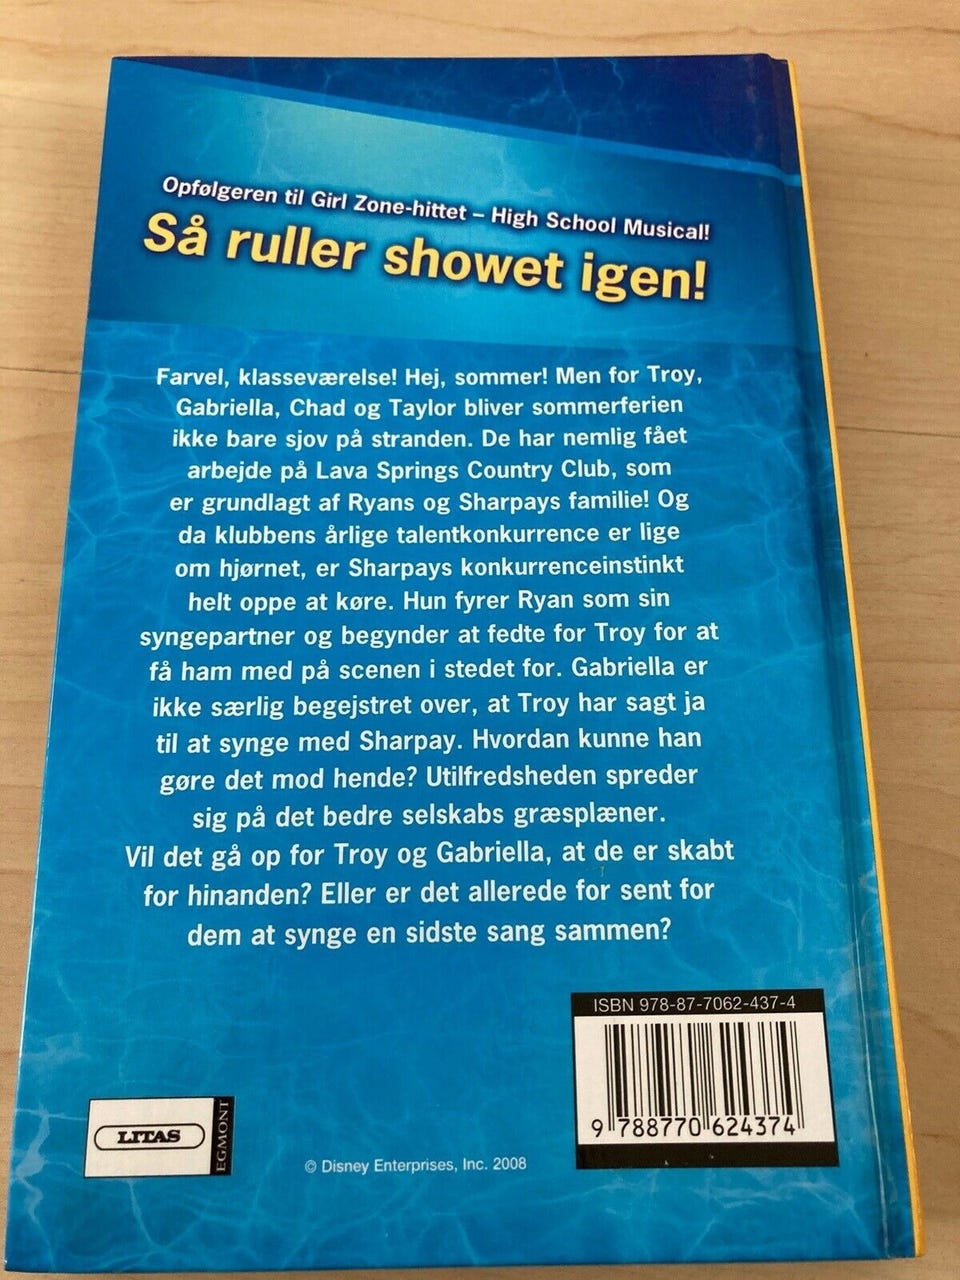 Opfølgeren til Girl Zone-hittet – High School Musical!
Så ruller showet igen!
Farvel, klasseværelse! Hej, sommer! Men for Troy,
Gabriella, Chad og Taylor bliver sommerferien
ikke bare sjov på stranden. De har nemlig fået
arbejde på Lava Springs Country Club, som
er grundlagt af Ryans og Sharpays familie! Og
da klubbens årlige talentkonkurrence er lige
om hjørnet, er Sharpays konkurrenceinstinkt
helt oppe at køre. Hun fyrer Ryan som sin
syngepartner og begynder at fedte for Troy for at
få ham med på scenen i stedet for. Gabriella er
ikke særlig begejstret over, at Troy har sagt ja
til at synge med Sharpay. Hvordan kunne han
gøre det mod hende? Utilfredsheden spreder
sig på det bedre selskabs græsplæner.
Vil det gå op for Troy og Gabriella, at de er skabt
for hinanden? Eller er det allerede for sent for
dem at synge en sidste sang sammen?
ISBN 978-87-7062-437-4
9 788770 624374
LITAS
EGMONT
© Disney Enterprises, Inc. 2008